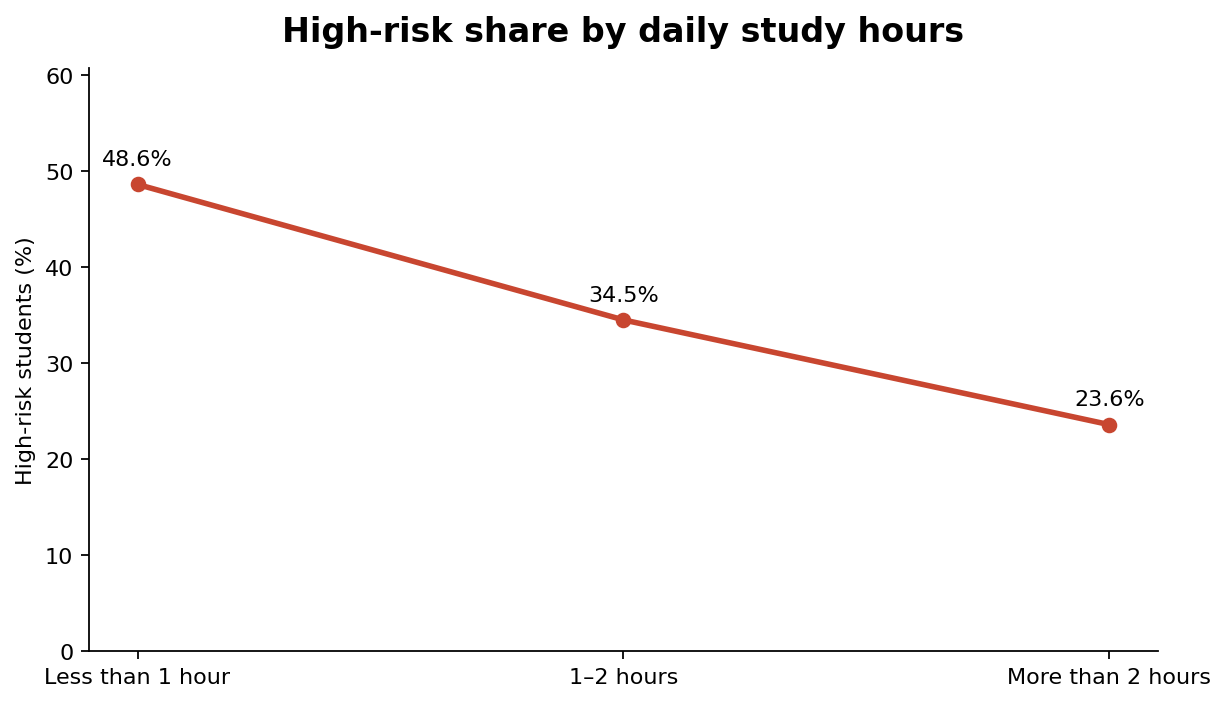 High-risk share by daily study hours
High-risk students (%)
60
50
40
30
20
10
0
48.6%
34.5%
23.6%
Less than 1 hour
1–2 hours
More than 2 hours